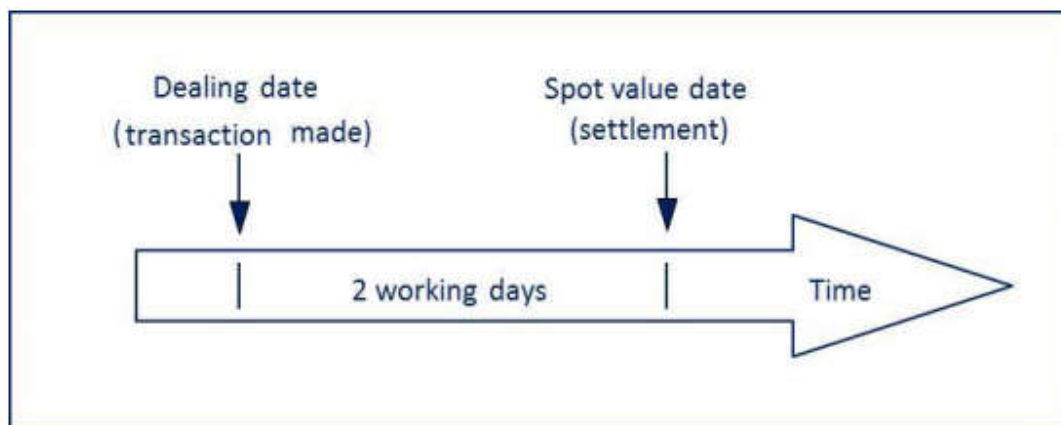 Dealing date
(transaction made)
Spot value date
(settlement)
2 working days
Time